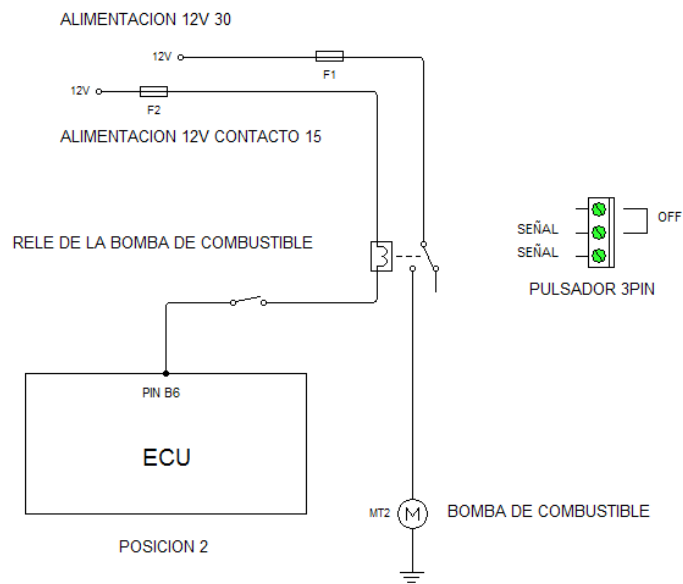 ALIMENTACION 12V 30
12V
F1
12V
F2
ALIMENTACION 12V CONTACTO 15
OFF
SEÑAL
SEÑAL
RELE DE LA BOMBA DE COMBUSTIBLE
PULSADOR 3PIN
PIN B6
ECU
MT2
M
BOMBA DE COMBUSTIBLE
POSICION 2